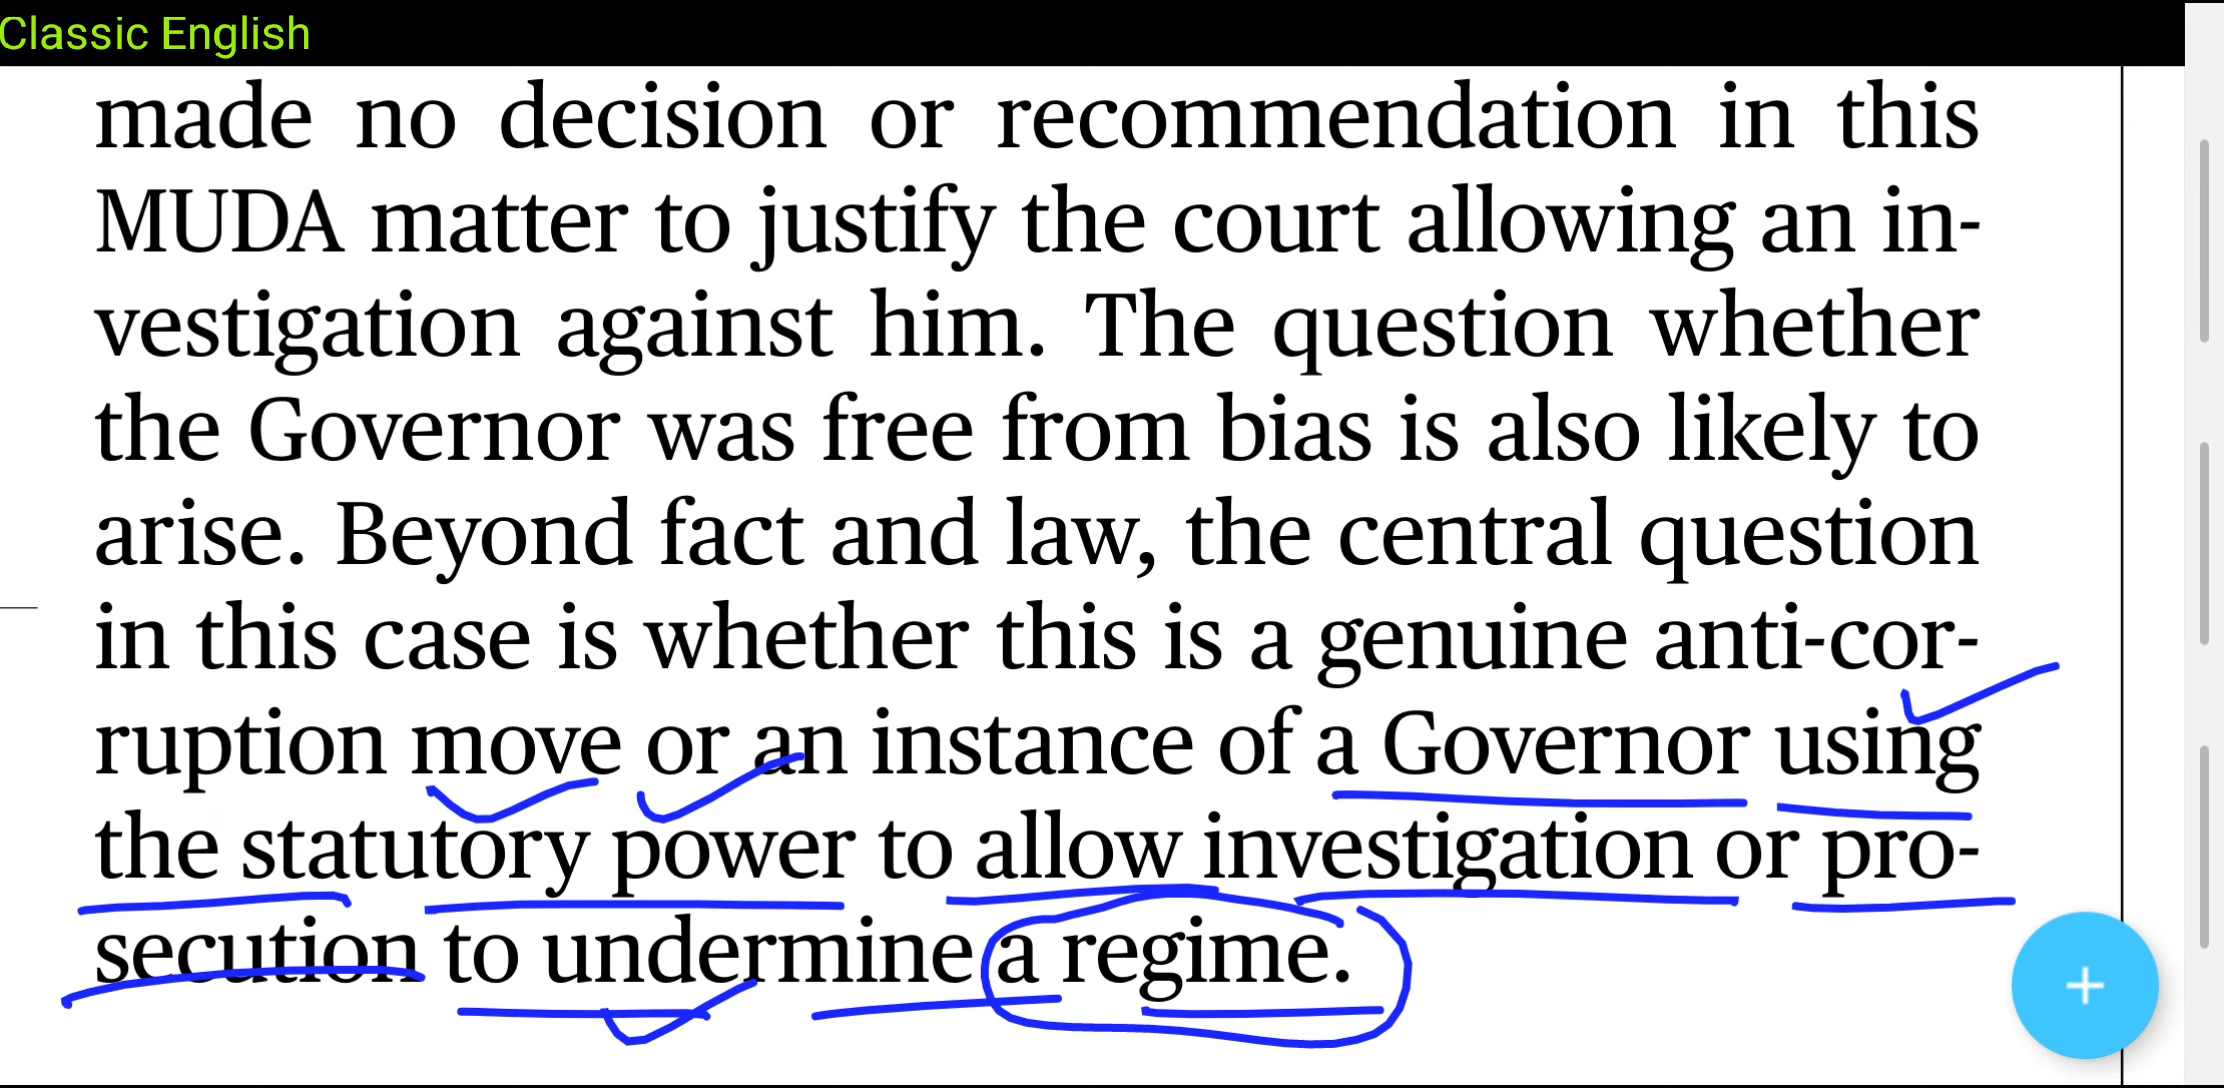 Classic English
made no decision or recommendation in this
MUDA matter to justify the court allowing an in-
vestigation against him. The question whether
the Governor was free from bias is also likely to
arise. Beyond fact and law, the central question
in this case is whether this is a genuine anti-cor-
ruption move or an instance of a Governor using
the statutory power to allow investigation or pro-
secution to undermine a regime.
+